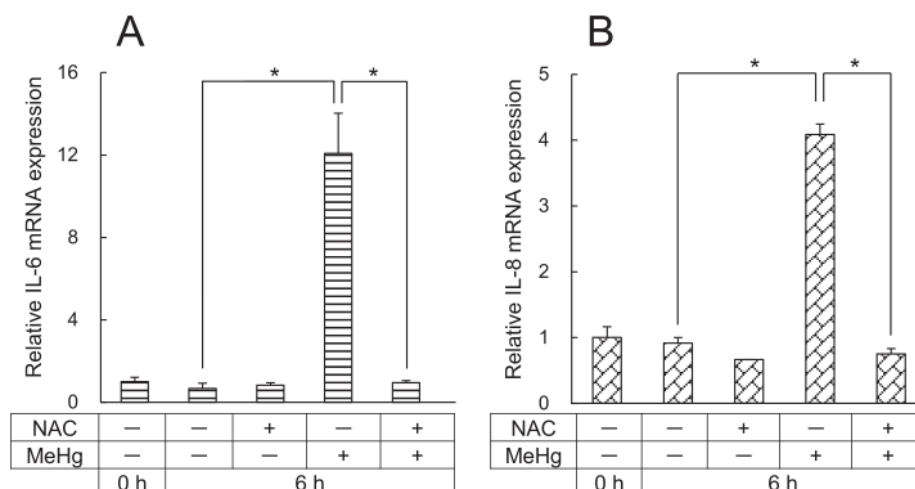 A
B
* *
* *
Relative IL-6 mRNA expression
16
12
8
4
0
Relative IL-8 mRNA expression
5
4
3
2
1
0
NAC – – + – +
MeHg – – – + +
0 h 6 h
NAC – – + – +
MeHg – – – + +
0 h 6 h